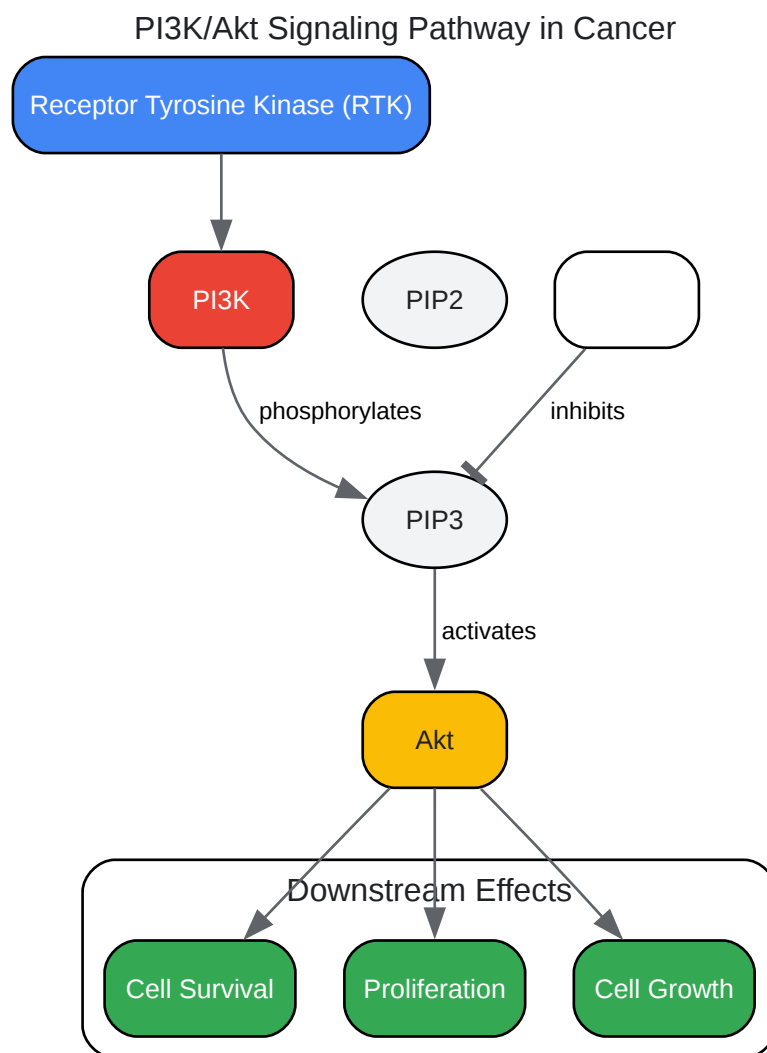 PI3K/Akt Signaling Pathway in Cancer
Receptor Tyrosine Kinase (RTK)
PI3K
PIP2
phosphorylates
inhibits
PIP3
activates
Akt
Downstream Effects
Cell Survival
Proliferation
Cell Growth